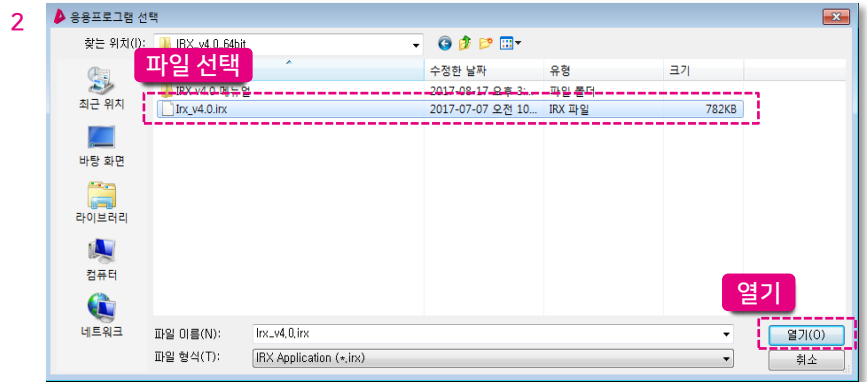 2
응용프로그램 선택
찾는 위치(I):
IRX_v4.0_64bit
파일 선택
수정한 날짜
유형
크기
IRX v4.0 메뉴얼
2017-08-17 오후 3:...
파일 폴더
Irx_v4.0.irx
2017-07-07 오전 10...
IRX 파일
782KB
최근 위치
바탕 화면
라이브러리
컴퓨터
네트워크
열기
파일 이름(N):
Irx_v4.0.irx
열기(O)
파일 형식(T):
IRX Application (*.irx)
취소